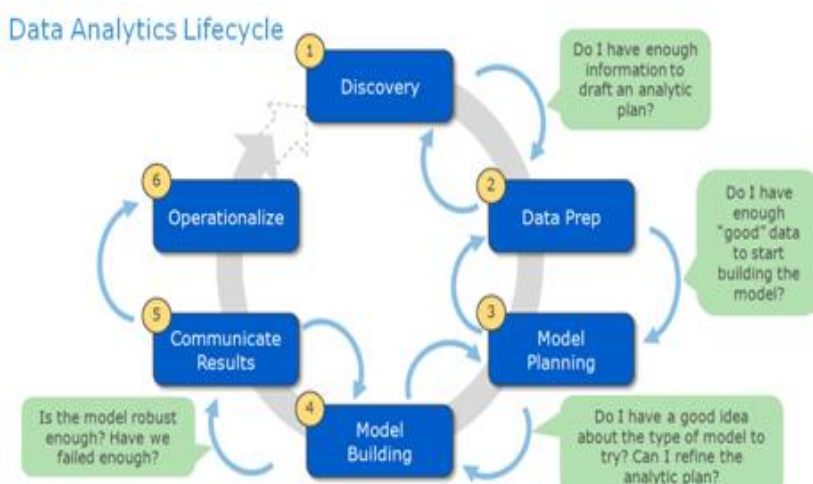 Data Analytics Lifecycle
1
Discovery
Do I have enough
information to
draft an analytic
plan?
2
Data Prep
Do I have
enough
"good" data
to start
building the
model?
3
Model
Planning
Do I have a good idea
about the type of model to
try? Can I refine the
analytic plan?
4
Model
Building
Is the model robust
enough? Have we
failed enough?
5
Communicate
Results
6
Operationalize